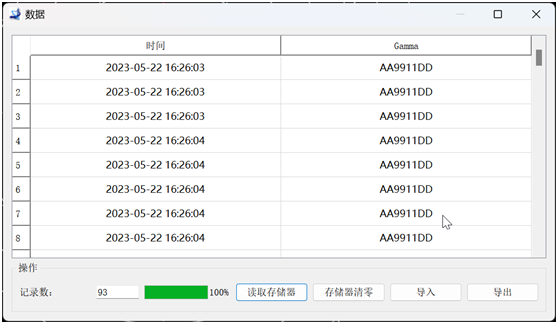 数据
时间 Gamma
1 2023-05-22 16:26:03 AA9911DD
2 2023-05-22 16:26:03 AA9911DD
3 2023-05-22 16:26:03 AA9911DD
4 2023-05-22 16:26:04 AA9911DD
5 2023-05-22 16:26:04 AA9911DD
6 2023-05-22 16:26:04 AA9911DD
7 2023-05-22 16:26:04 AA9911DD
8 2023-05-22 16:26:04 AA9911DD
操作
记录数: 93 100% 读取存储器 存储器清零 导入 导出